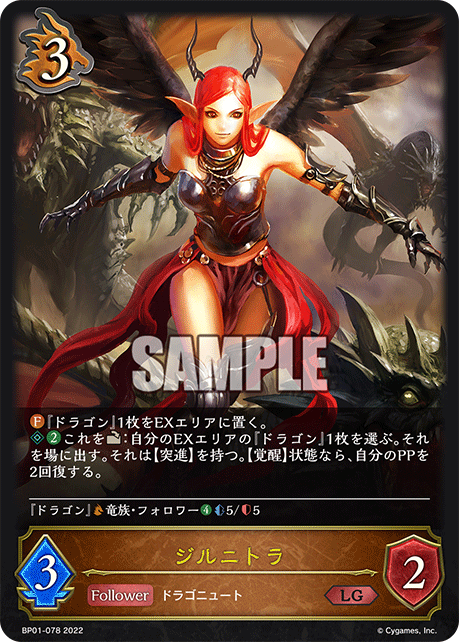 3
SAMPLE
F『ドラゴン』1枚をEXエリアに置く。
2これを:自分のEXエリアの『ドラゴン』1枚を選ぶ。それ
を場に出す。それは【突進】を持つ。【覚醒】状態なら、自分のPPを
2回復する。
『ドラゴン』竜族・フォロワー4 5/5
ジルニトラ
3
Follower ドラゴニュート LG
2
BP01-078 2022 © Cygames, Inc.